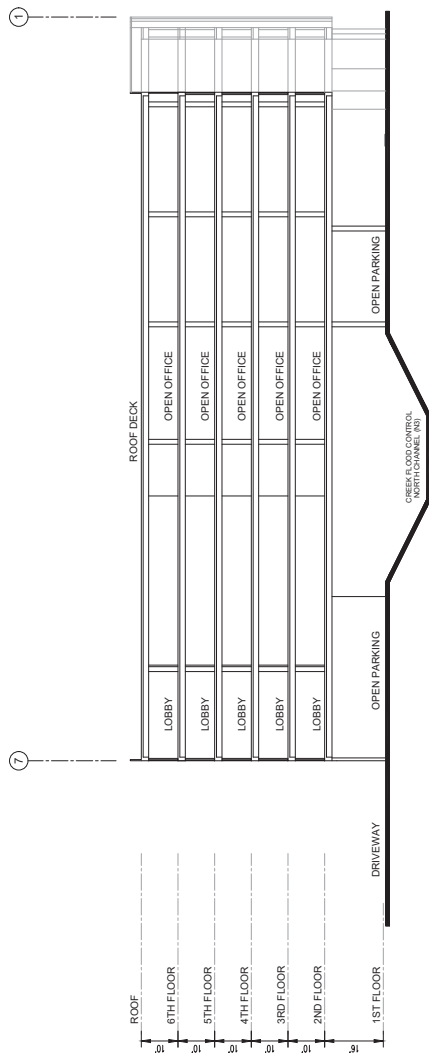 7
1
ROOF DECK
ROOF
10'
6TH FLOOR
LOBBY
OPEN OFFICE
10'
5TH FLOOR
LOBBY
OPEN OFFICE
10'
4TH FLOOR
LOBBY
OPEN OFFICE
10'
3RD FLOOR
LOBBY
OPEN OFFICE
10'
2ND FLOOR
LOBBY
OPEN OFFICE
16'
1ST FLOOR
DRIVEWAY
OPEN PARKING
OPEN PARKING
CREEK FLOOD CONTROL
NORTH CHANNEL (N3)